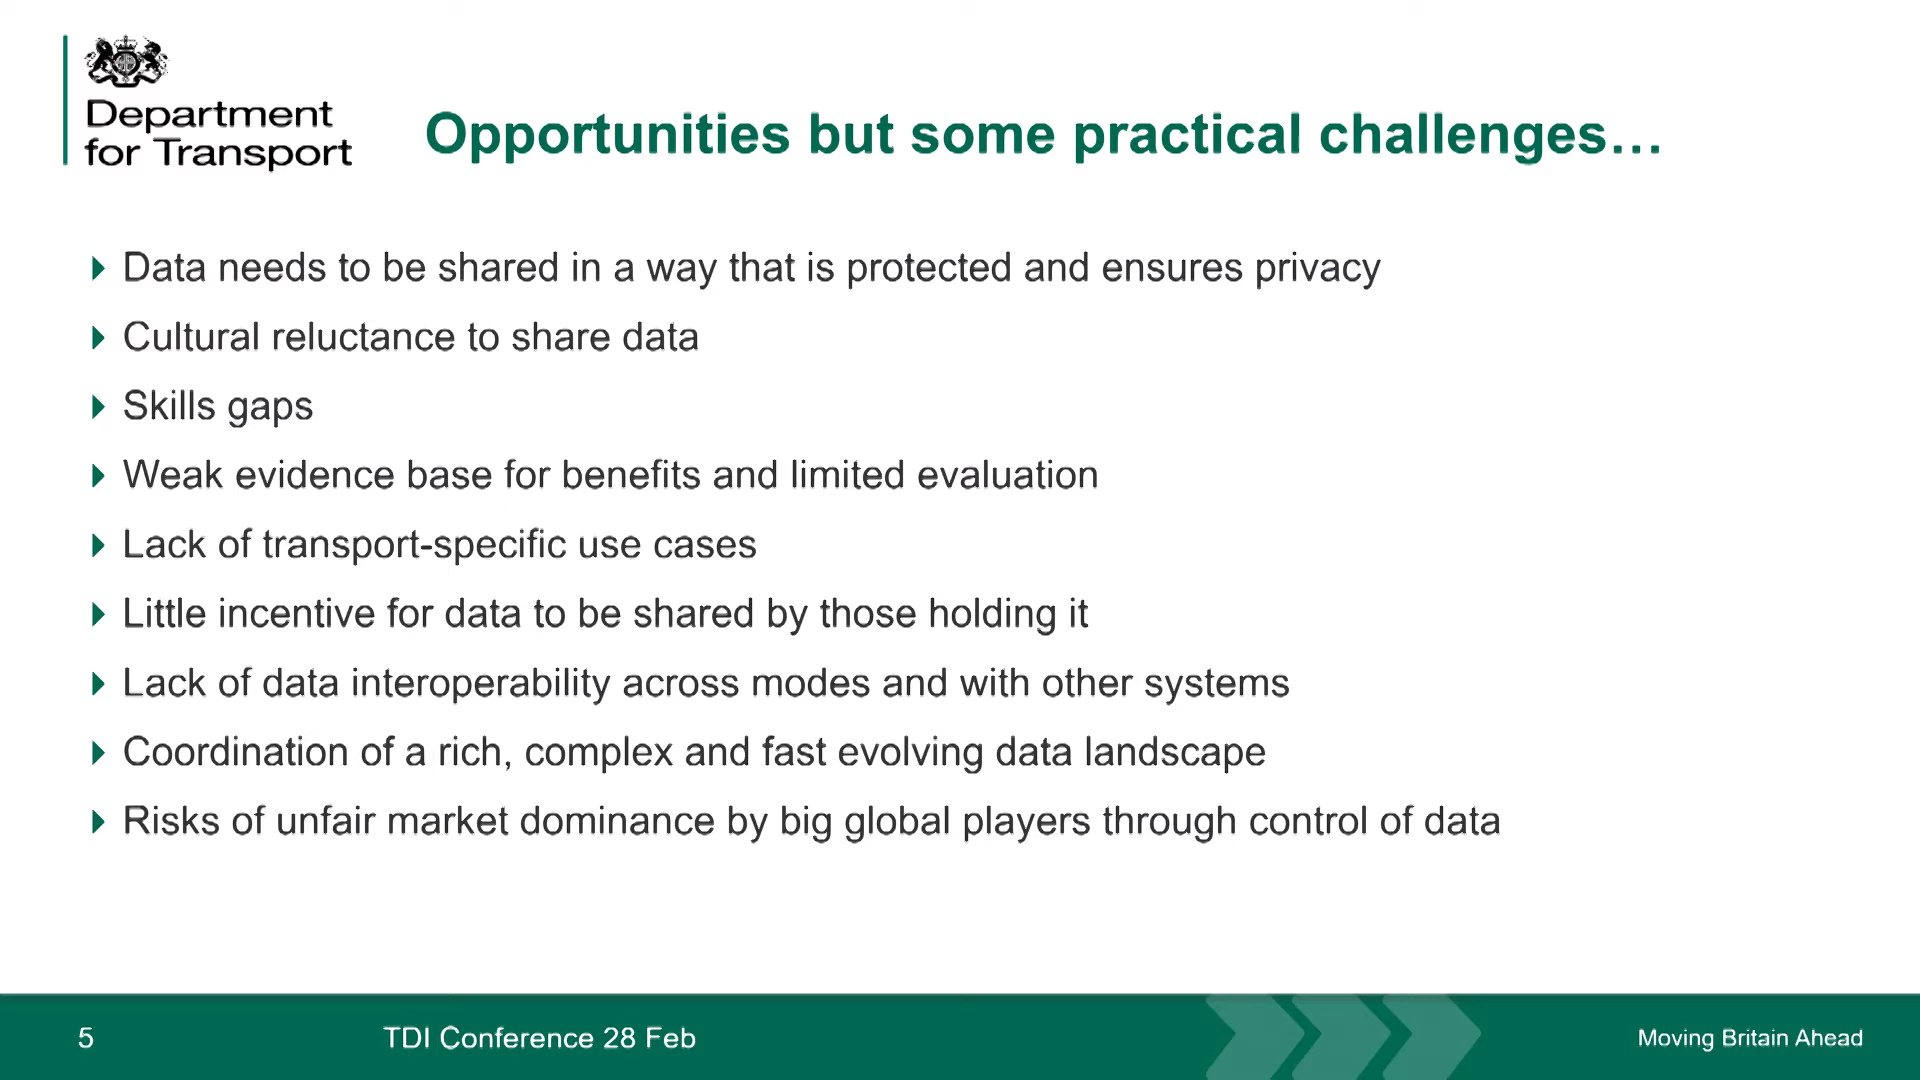 Department
for Transport
Opportunities but some practical challenges…
Data needs to be shared in a way that is protected and ensures privacy
Cultural reluctance to share data
Skills gaps
Weak evidence base for benefits and limited evaluation
Lack of transport-specific use cases
Little incentive for data to be shared by those holding it
Lack of data interoperability across modes and with other systems
Coordination of a rich, complex and fast evolving data landscape
Risks of unfair market dominance by big global players through control of data
5
TDI Conference 28 Feb
Moving Britain Ahead